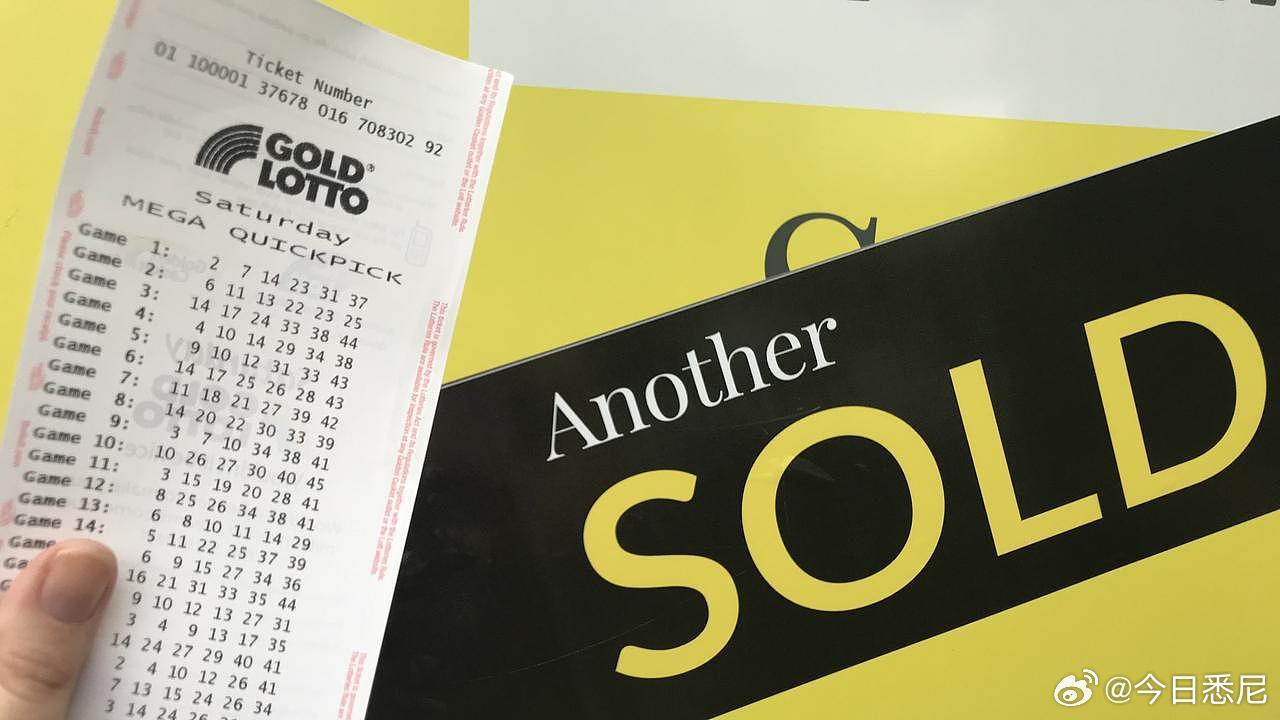 Ticket Number
01 100001 37678 016 708302 92
GOLD
LOTTO
Saturday
MEGA QUICKPICK
Game 1: 2 7 14 23 31 37
Game 2: 6 11 13 22 23 25
Game 3: 14 17 24 33 38 44
Game 4: 4 10 14 29 34 38
Game 5: 9 10 12 31 33 43
Game 6: 14 17 25 26 28 43
Game 7: 11 18 21 27 39 42
Game 8: 14 20 22 30 33 39
Game 9: 3 7 10 34 38 41
Game 10: 10 26 27 30 40 45
Game 11: 3 15 19 20 28 41
Game 12: 8 25 26 34 38 41
Game 13: 6 8 10 11 14 29
Game 14: 5 11 22 25 37 39
Game 6 9 15 27 34 36
16 21 31 33 35 44
9 10 12 13 27 31
3 4 9 13 17 35
14 24 27 29 40 41
2 4 10 12 26 41
7 13 15 24 26 34
3 14 24 26
Another
SOLD
@今日悉尼